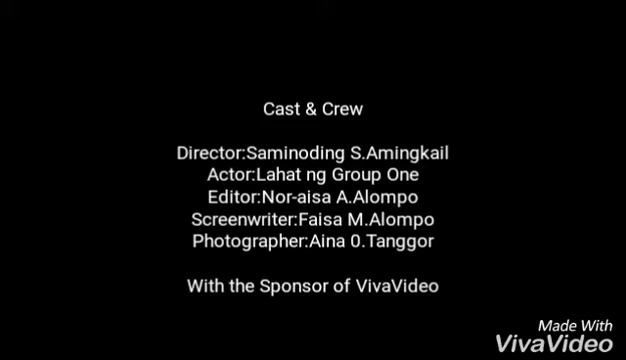 Cast & Crew
Director:Saminoding S.Amingkail
Actor:Lahat ng Group One
Editor:Nor-aisa A.Alompo
Screenwriter:Faisa M.Alompo
Photographer:Aina 0.Tanggor
With the Sponsor of VivaVideo
Made With
VivaVideo